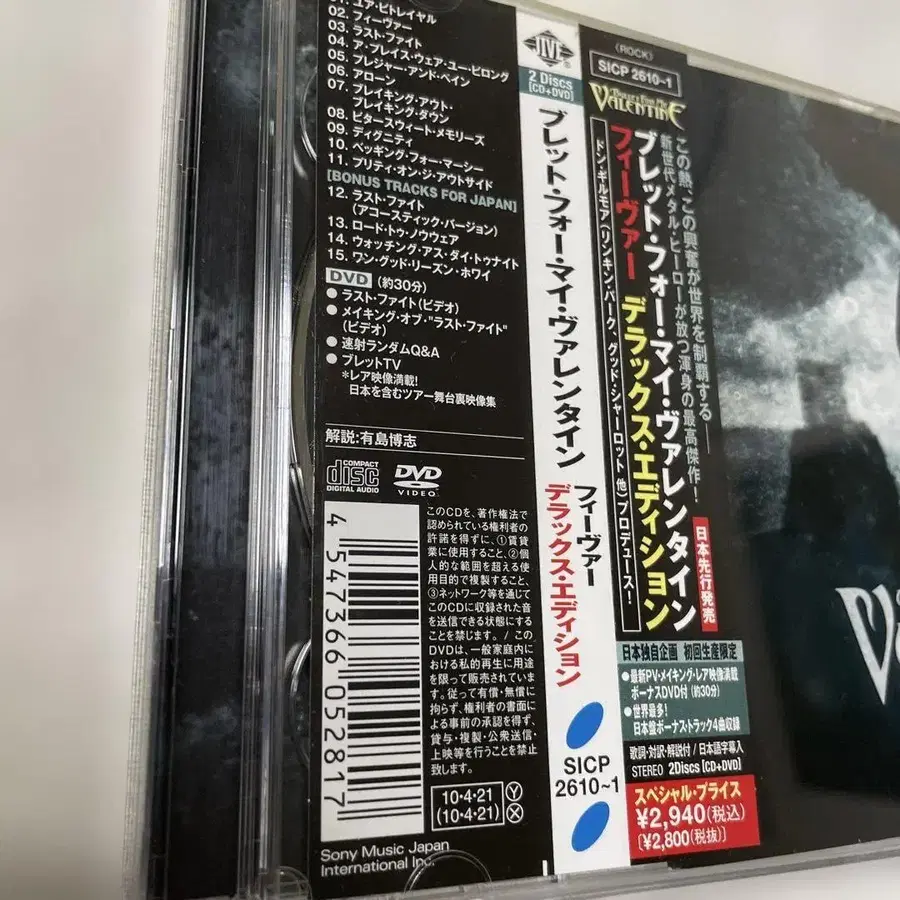 01. ユア・ビトレイヤル
02. フィーヴァー
03. ラスト・ファイト
04. ア・プレイス・ウェア・ユー・ビロング
05. プレジャー・アンド・ペイン
06. アローン
07. ブレイキング・アウト・
ブレイキング・ダウン
08. ビタースウィート・メモリーズ
09. ディグニティ
10. ベッギング・フォー・マーシー
11. プリティ・オン・ジ・アウトサイド
[BONUS TRACKS FOR JAPAN]
12. ラスト・ファイト
(アコースティック・バージョン)
13. ロード・トゥ・ノウウェア
14. ウォッチング・アス・ダイ・トゥナイト
15. ワン・グッド・リーズン・ホワイ
DVD (約30分)
●ラスト・ファイト(ビデオ)
●メイキング・オブ・"ラスト・ファイト"
(ビデオ)
●速射ランダムQ&A
●ブレットTV
*レア映像満載!
日本を含むツアー舞台裏映像集
解説:有島博志
COMPACT disc DIGITAL AUDIO
DVD VIDEO
このCDを、著作権法で
認められている権利者の
許諾を得ずに、①賃貸
業に使用すること、②個
人的な範囲を超える使
用目的で複製すること、
③ネットワーク等を通じて
このCDに収録された音
を送信できる状態にする
ことを禁じます。/この
DVDは、一般家庭内に
おける私的再生に用途
を限って販売されていま
す。従って有償・無償に
拘らず、権利者の書面に
よる事前の承認を得ず、
貸与・複製・公衆送信・
上映等を行うことを禁止
致します。
4547366052817
10・4・21 Y
(10・4・21) X
Sony Music Japan
International Inc.
JIVE
2 Discs
[CD+DVD]
ブレット・フォー・マイ・ヴァレンタイン
フィーヴァー
デラックス・エディション
SICP
2610~1
(ROCK)
SICP 2610~1
BULLET FOR MY
VALENTINE
この熱、この興奮が世界を制覇する――
新世代メタル・ヒーローが放つ渾身の最高傑作!
ブレット・フォー・マイ・ヴァレンタイン
フィーヴァー デラックス・エディション
ドン・ギルモア(リンキン・パーク、グッド・シャーロット 他)プロデュース!
日本先行発売
日本独自企画 初回生産限定
●最新PV・メイキング・レア映像満載
ボーナスDVD付(約30分)
●世界最多!
日本盤ボーナス・トラック4曲収録
歌詞・対訳・解説付/日本語字幕入
STEREO 2Discs [CD+DVD]
スペシャル・プライス
¥2,940(税込)
[¥2,800(税抜)]